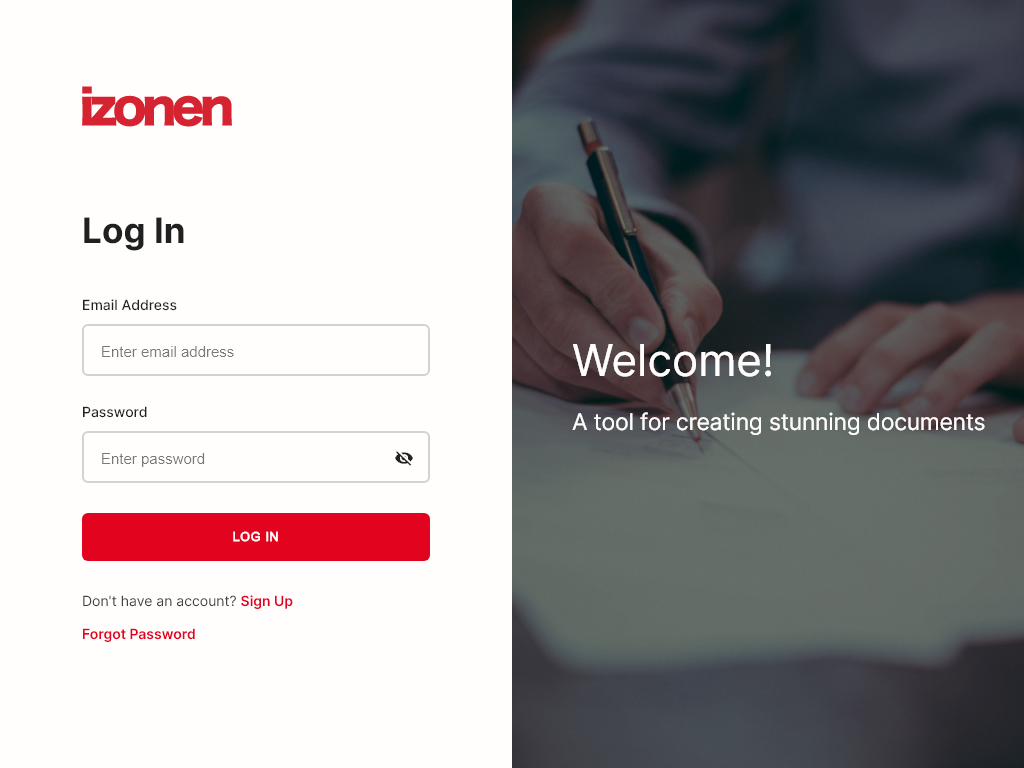 izonen
Log In
Email Address
Enter email address
Password
Enter password
LOG IN
Don't have an account? Sign Up
Forgot Password
Welcome!
A tool for creating stunning documents